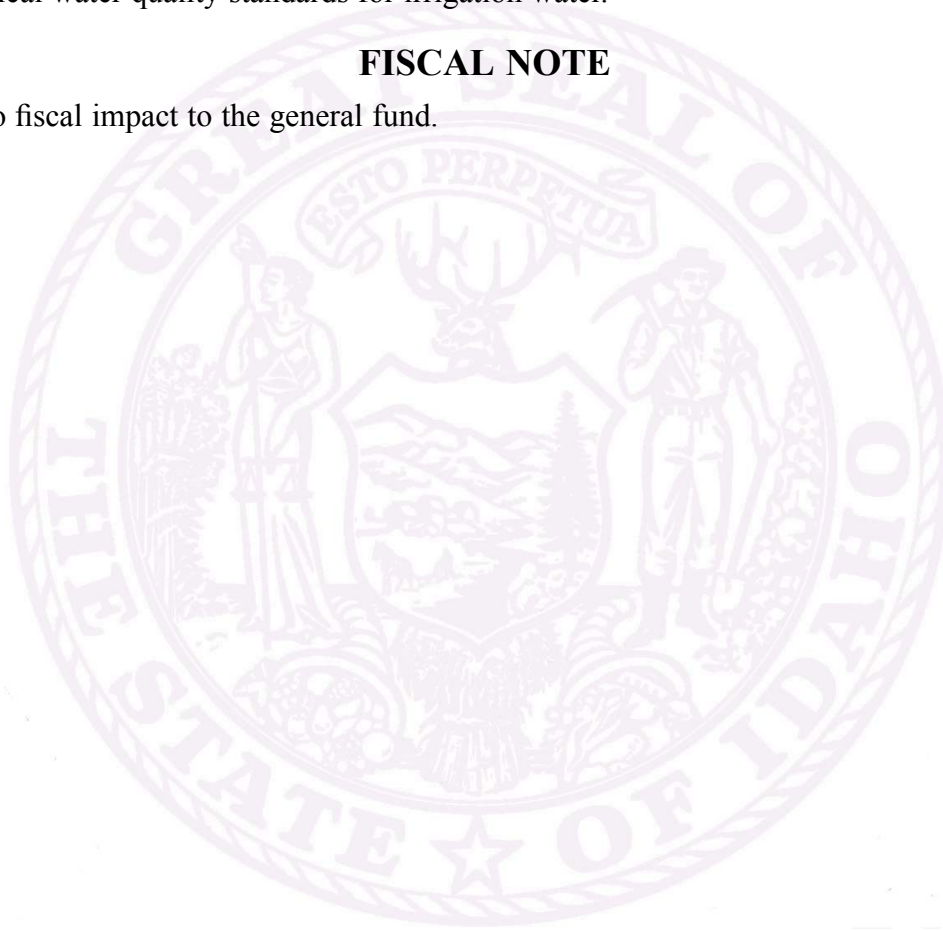 water quality standards for irrigation water.
FISCAL NOTE
fiscal impact to the general fund.
GREAT SEAL OF
ESTO PERPETUA
THE STATE OF IDAHO